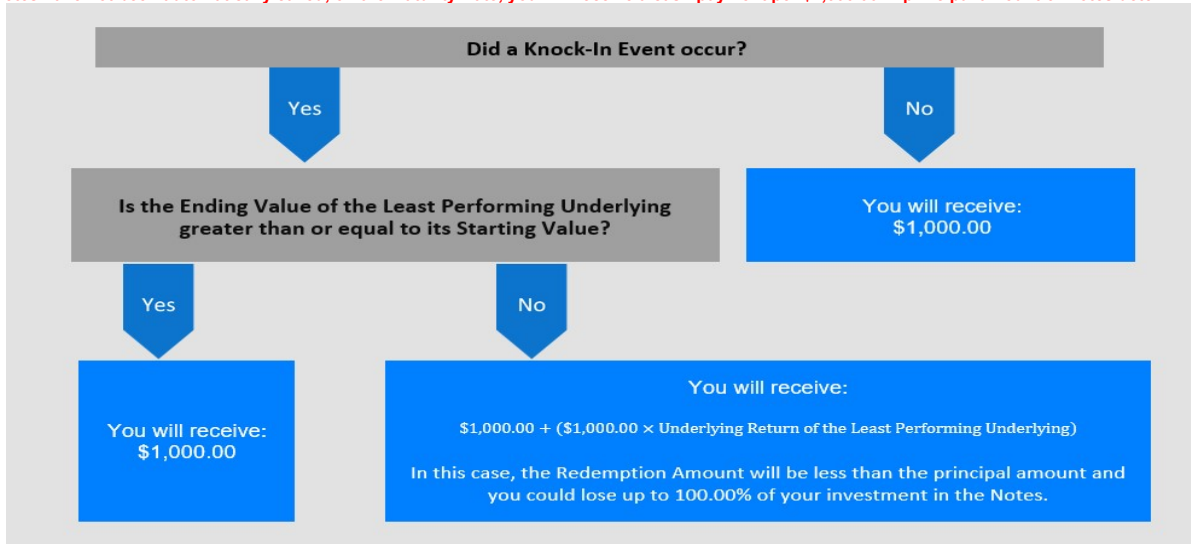 Did a Knock-In Event occur?
Yes
No
Is the Ending Value of the Least Performing Underlying
greater than or equal to its Starting Value?
You will receive:
$1,000.00
Yes
No
You will receive:
$1,000.00
You will receive:
$1,000.00 + ($1,000.00 × Underlying Return of the Least Performing Underlying)
In this case, the Redemption Amount will be less than the principal amount and
you could lose up to 100.00% of your investment in the Notes.